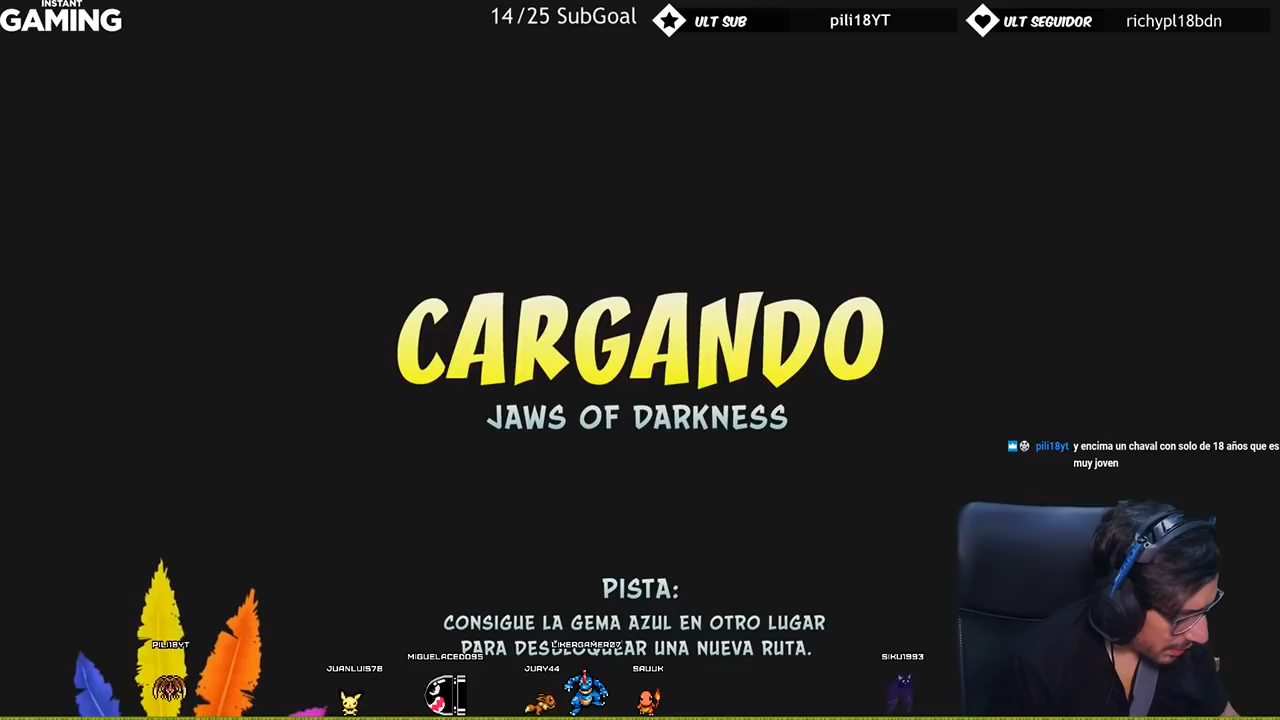 INSTANT
GAMING
14/25 SubGoal
ULT SUB
pili18YT
ULT SEGUIDOR
richypl18bdn
CARGANDO
JAWS OF DARKNESS
pili18yt y encima un chaval con solo de 18 años que es
muy joven
PISTA:
CONSIGUE LA GEMA AZUL EN OTRO LUGAR
PARA DESBLOQUEAR UNA NUEVA RUTA.
PILI18YT
JUANLUIS78
MIGUELACEDO95
JURY44
LIKERGAMER07
SAUUK
SIKU1993